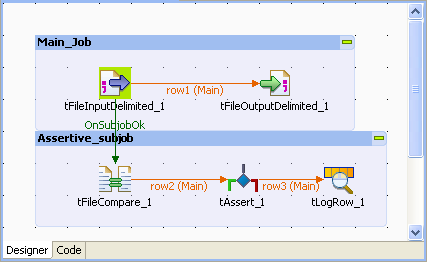 Main_Job
row1 (Main)
tFileInputDelimited_1
tFileOutputDelimited_1
OnSubjobOk
Assertive_subjob
row2 (Main)
row3 (Main)
tFileCompare_1
tAssert_1
tLogRow_1
Designer
Code